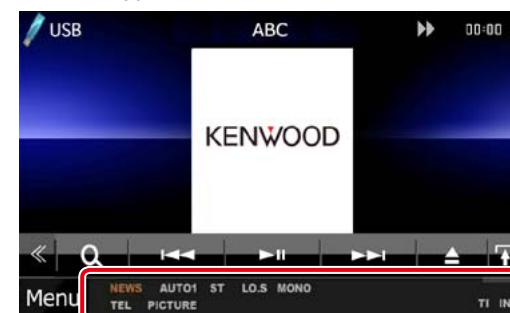 USB ABC 00:00
KENWOOD
Menu
NEWS AUTO1 ST LO.S MONO
TEL PICTURE TI IN